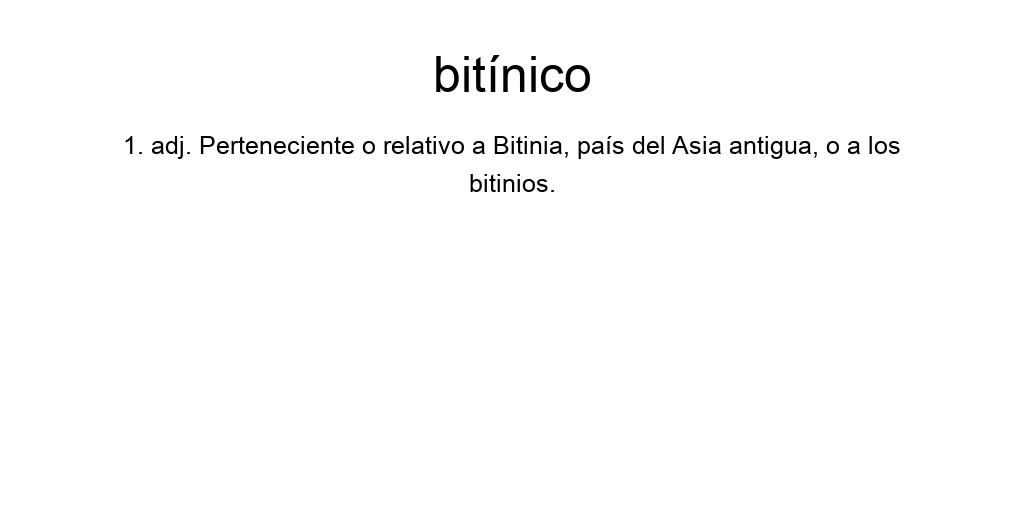 bitínico
1. adj. Perteneciente o relativo a Bitinia, país del Asia antigua, o a los
bitinios.